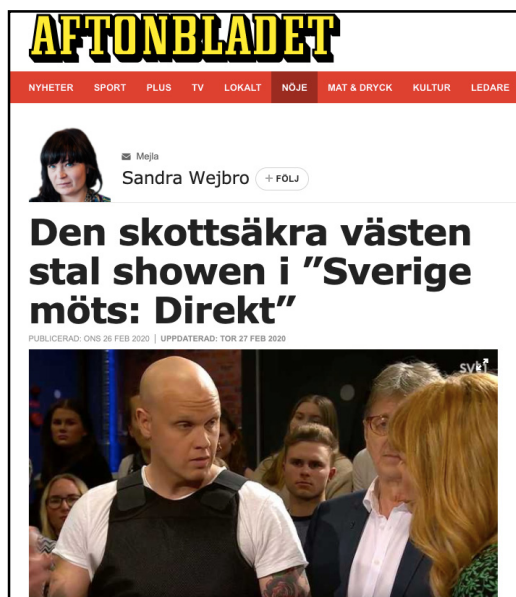 AFTONBLADET
NYHETER SPORT PLUS TV LOKALT NÖJE MAT & DRYCK KULTUR LEDARE
Mejla
Sandra Wejbro + FÖLJ
Den skottsäkra västen
stal showen i ”Sverige
möts: Direkt”
PUBLICERAD: ONS 26 FEB 2020 | UPPDATERAD: TOR 27 FEB 2020